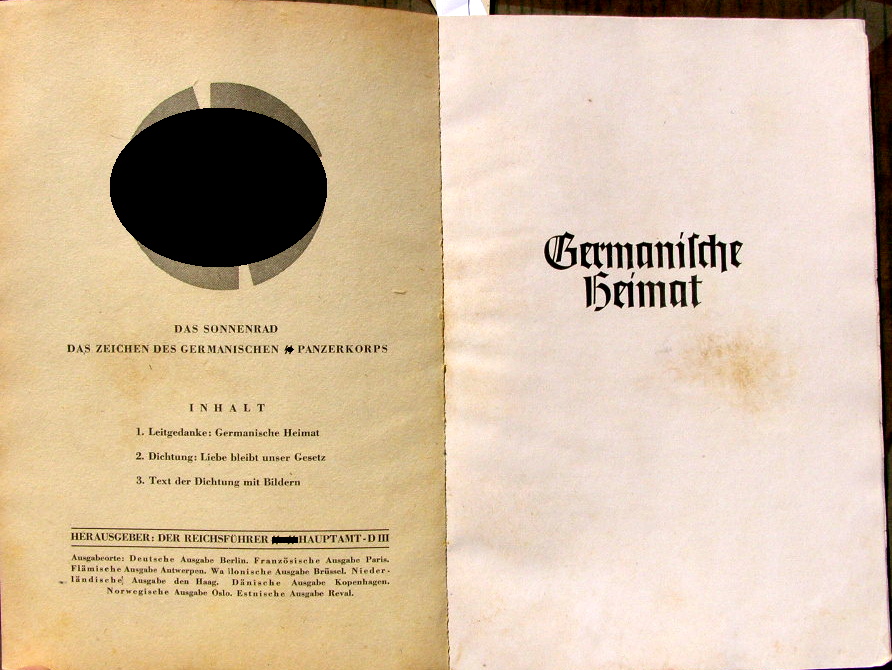 DAS SONNENRAD
DAS ZEICHEN DES GERMANISCHEN PANZERKORPS
INHALT
1. Leitgedanke: Germanische Heimat
2. Dichtung: Liebe bleibt unser Gesetz
3. Text der Dichtung mit Bildern
HERAUSGEBER: DER REICHSFÜHRER HAUPTAMT-D III
Ausgabeorte: Deutsche Ausgabe Berlin. Französische Ausgabe Paris.
Flämische Ausgabe Antwerpen. Wallonische Ausgabe Brüssel. Nieder-
ländische Ausgabe den Haag. Dänische Ausgabe Kopenhagen.
Norwegische Ausgabe Oslo. Estnische Ausgabe Reval.
Germaniſche
Heimat